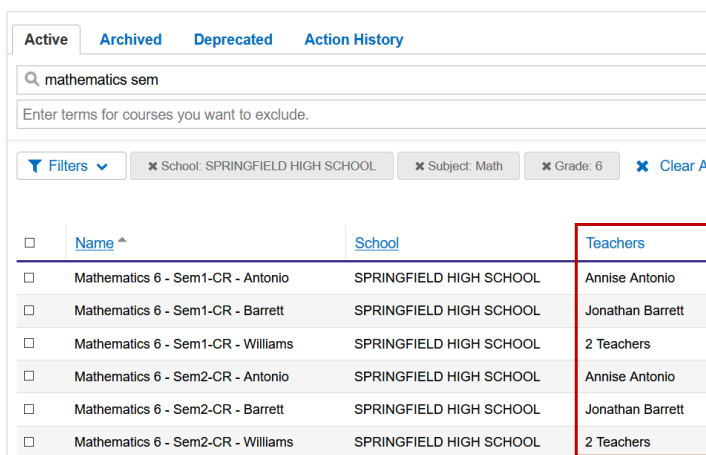 Active Archived Deprecated Action History
mathematics sem
Enter terms for courses you want to exclude.
Filters School: SPRINGFIELD HIGH SCHOOL Subject: Math Grade: 6 Clear A
Name School Teachers
Mathematics 6 - Sem1-CR - Antonio SPRINGFIELD HIGH SCHOOL Annise Antonio
Mathematics 6 - Sem1-CR - Barrett SPRINGFIELD HIGH SCHOOL Jonathan Barrett
Mathematics 6 - Sem1-CR - Williams SPRINGFIELD HIGH SCHOOL 2 Teachers
Mathematics 6 - Sem2-CR - Antonio SPRINGFIELD HIGH SCHOOL Annise Antonio
Mathematics 6 - Sem2-CR - Barrett SPRINGFIELD HIGH SCHOOL Jonathan Barrett
Mathematics 6 - Sem2-CR - Williams SPRINGFIELD HIGH SCHOOL 2 Teachers